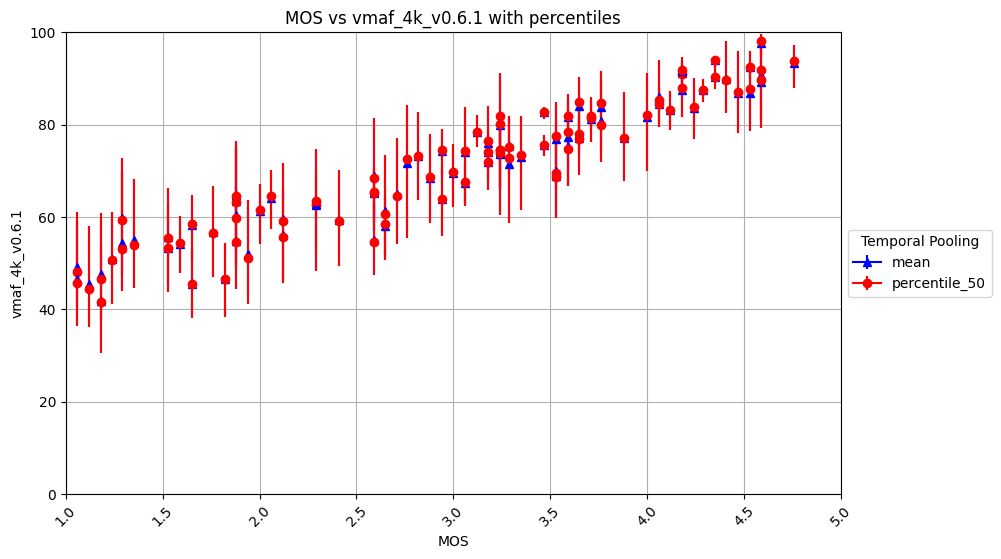 MOS vs vmaf_4k_v0.6.1 with percentiles
100
80
60
40
20
0
vmaf_4k_v0.6.1
1.0 1.5 2.0 2.5 3.0 3.5 4.0 4.5 5.0
MOS
Temporal Pooling
mean
percentile_50